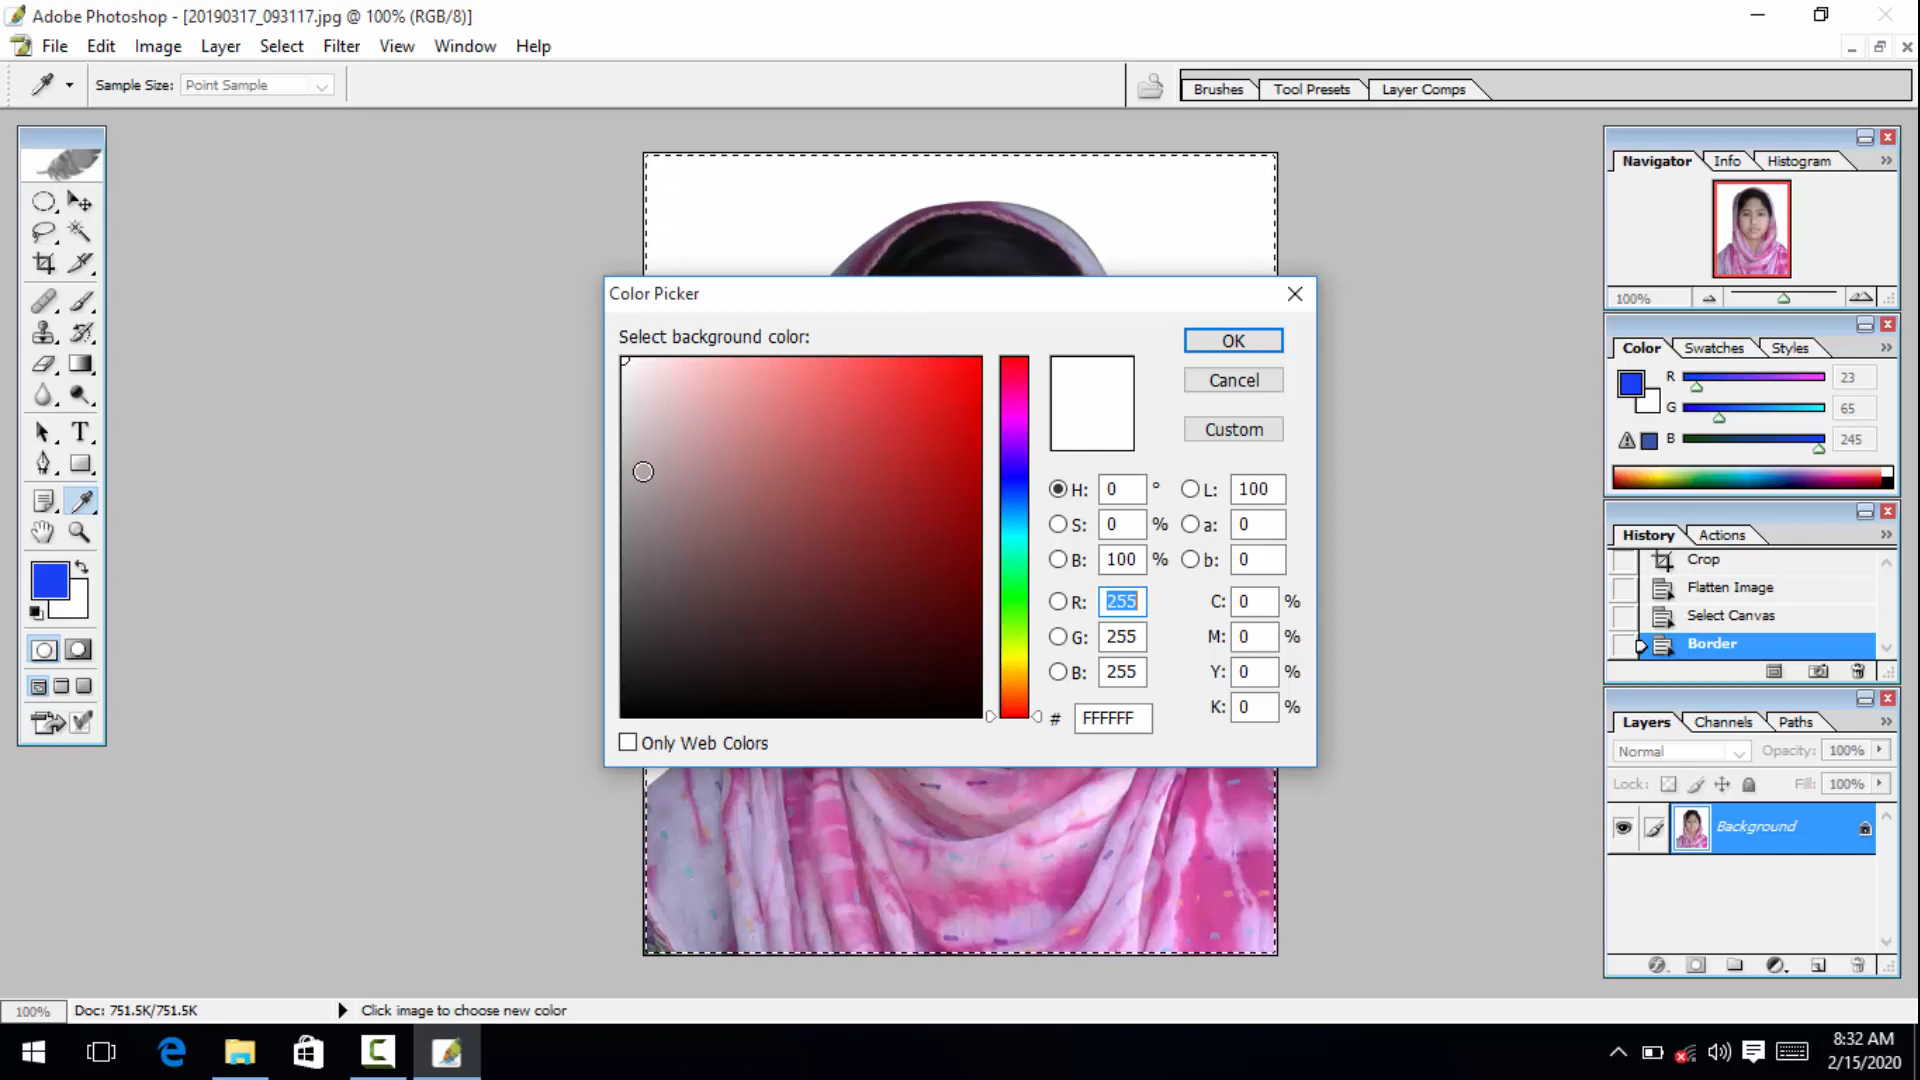 Adobe Photoshop - [20190317_093117.jpg @ 100% (RGB/8)]
File Edit Image Layer Select Filter View Window Help
Sample Size: Point Sample
Brushes Tool Presets Layer Comps
Navigator Info Histogram
100%
Color Picker
Select background color:
OK
Cancel
Custom
H: 0 ° L: 100
S: 0 % a: 0
B: 100 % b: 0
R: 255 C: 0 %
G: 255 M: 0 %
B: 255 Y: 0 %
K: 0 %
# FFFFFF
Only Web Colors
Color Swatches Styles
R 23
G 65
B 245
History Actions
Crop
Flatten Image
Select Canvas
Border
Layers Channels Paths
Normal Opacity: 100%
Lock: Fill: 100%
Background
100% Doc: 751.5K/751.5K Click image to choose new color
8:32 AM
2/15/2020